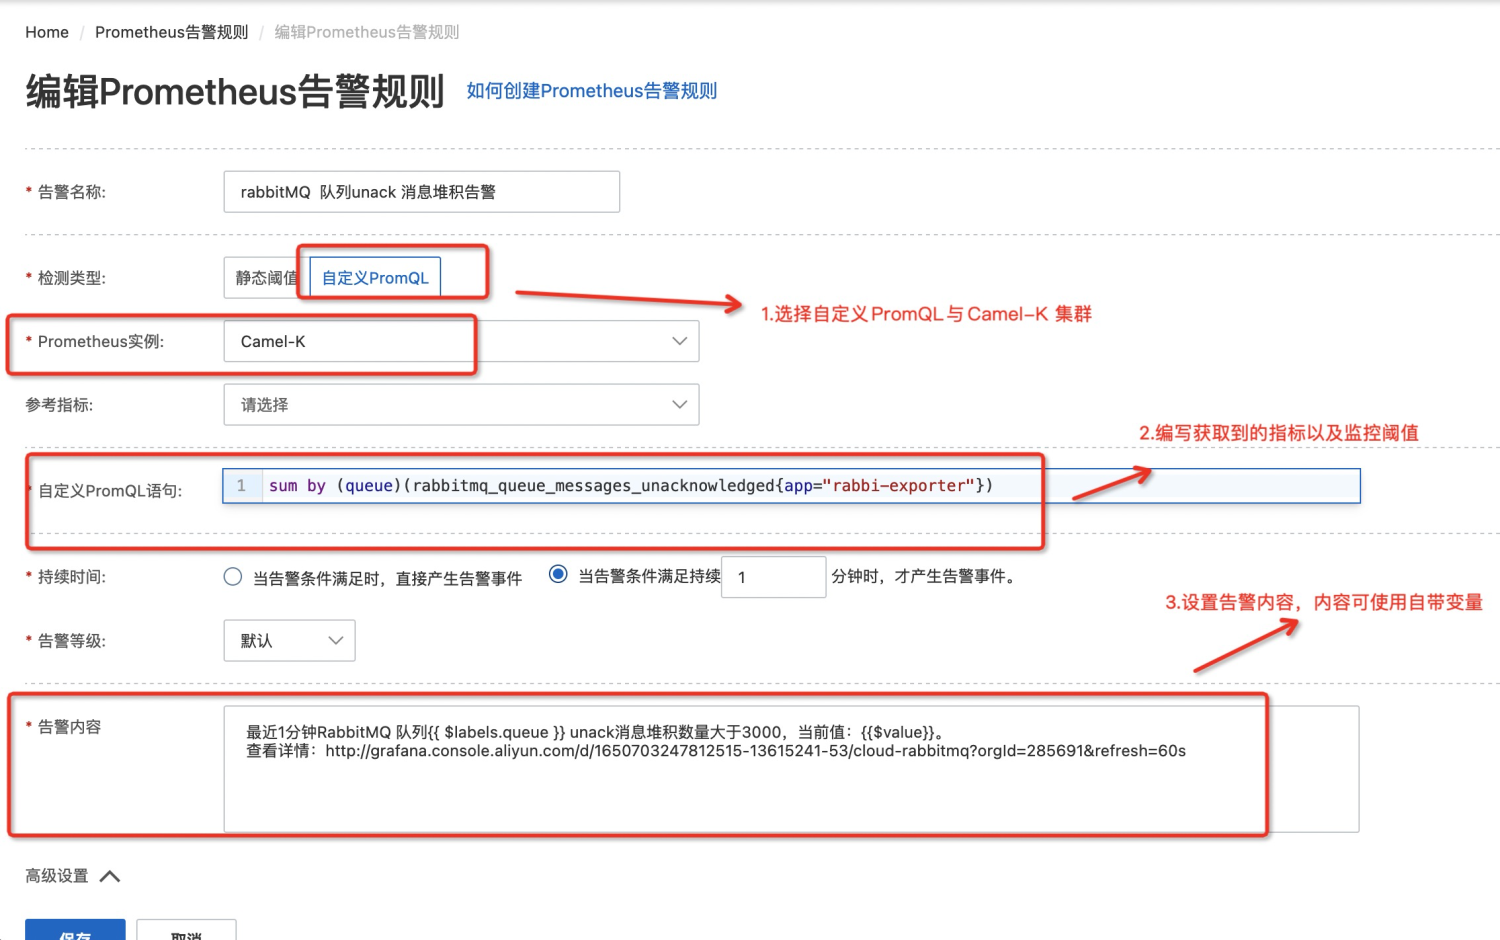 Home / Prometheus告警规则 / 编辑Prometheus告警规则
编辑Prometheus告警规则 如何创建Prometheus告警规则
* 告警名称: rabbitMQ 队列unack 消息堆积告警
* 检测类型: 静态阈值 自定义PromQL
1.选择自定义PromQL与Camel-K 集群
* Prometheus实例: Camel-K
参考指标: 请选择
2.编写获取到的指标以及监控阈值
* 自定义PromQL语句: 1 sum by (queue)(rabbitmq_queue_messages_unacknowledged{app="rabbi-exporter"})
* 持续时间: 当告警条件满足时，直接产生告警事件 当告警条件满足持续 1 分钟时，才产生告警事件。
3.设置告警内容，内容可使用自带变量
* 告警等级: 默认
* 告警内容 最近1分钟RabbitMQ 队列{{ $labels.queue }} unack消息堆积数量大于3000，当前值：{{$value}}。
查看详情：http://grafana.console.aliyun.com/d/1650703247812515-13615241-53/cloud-rabbitmq?orgId=285691&refresh=60s
高级设置
保存 取消